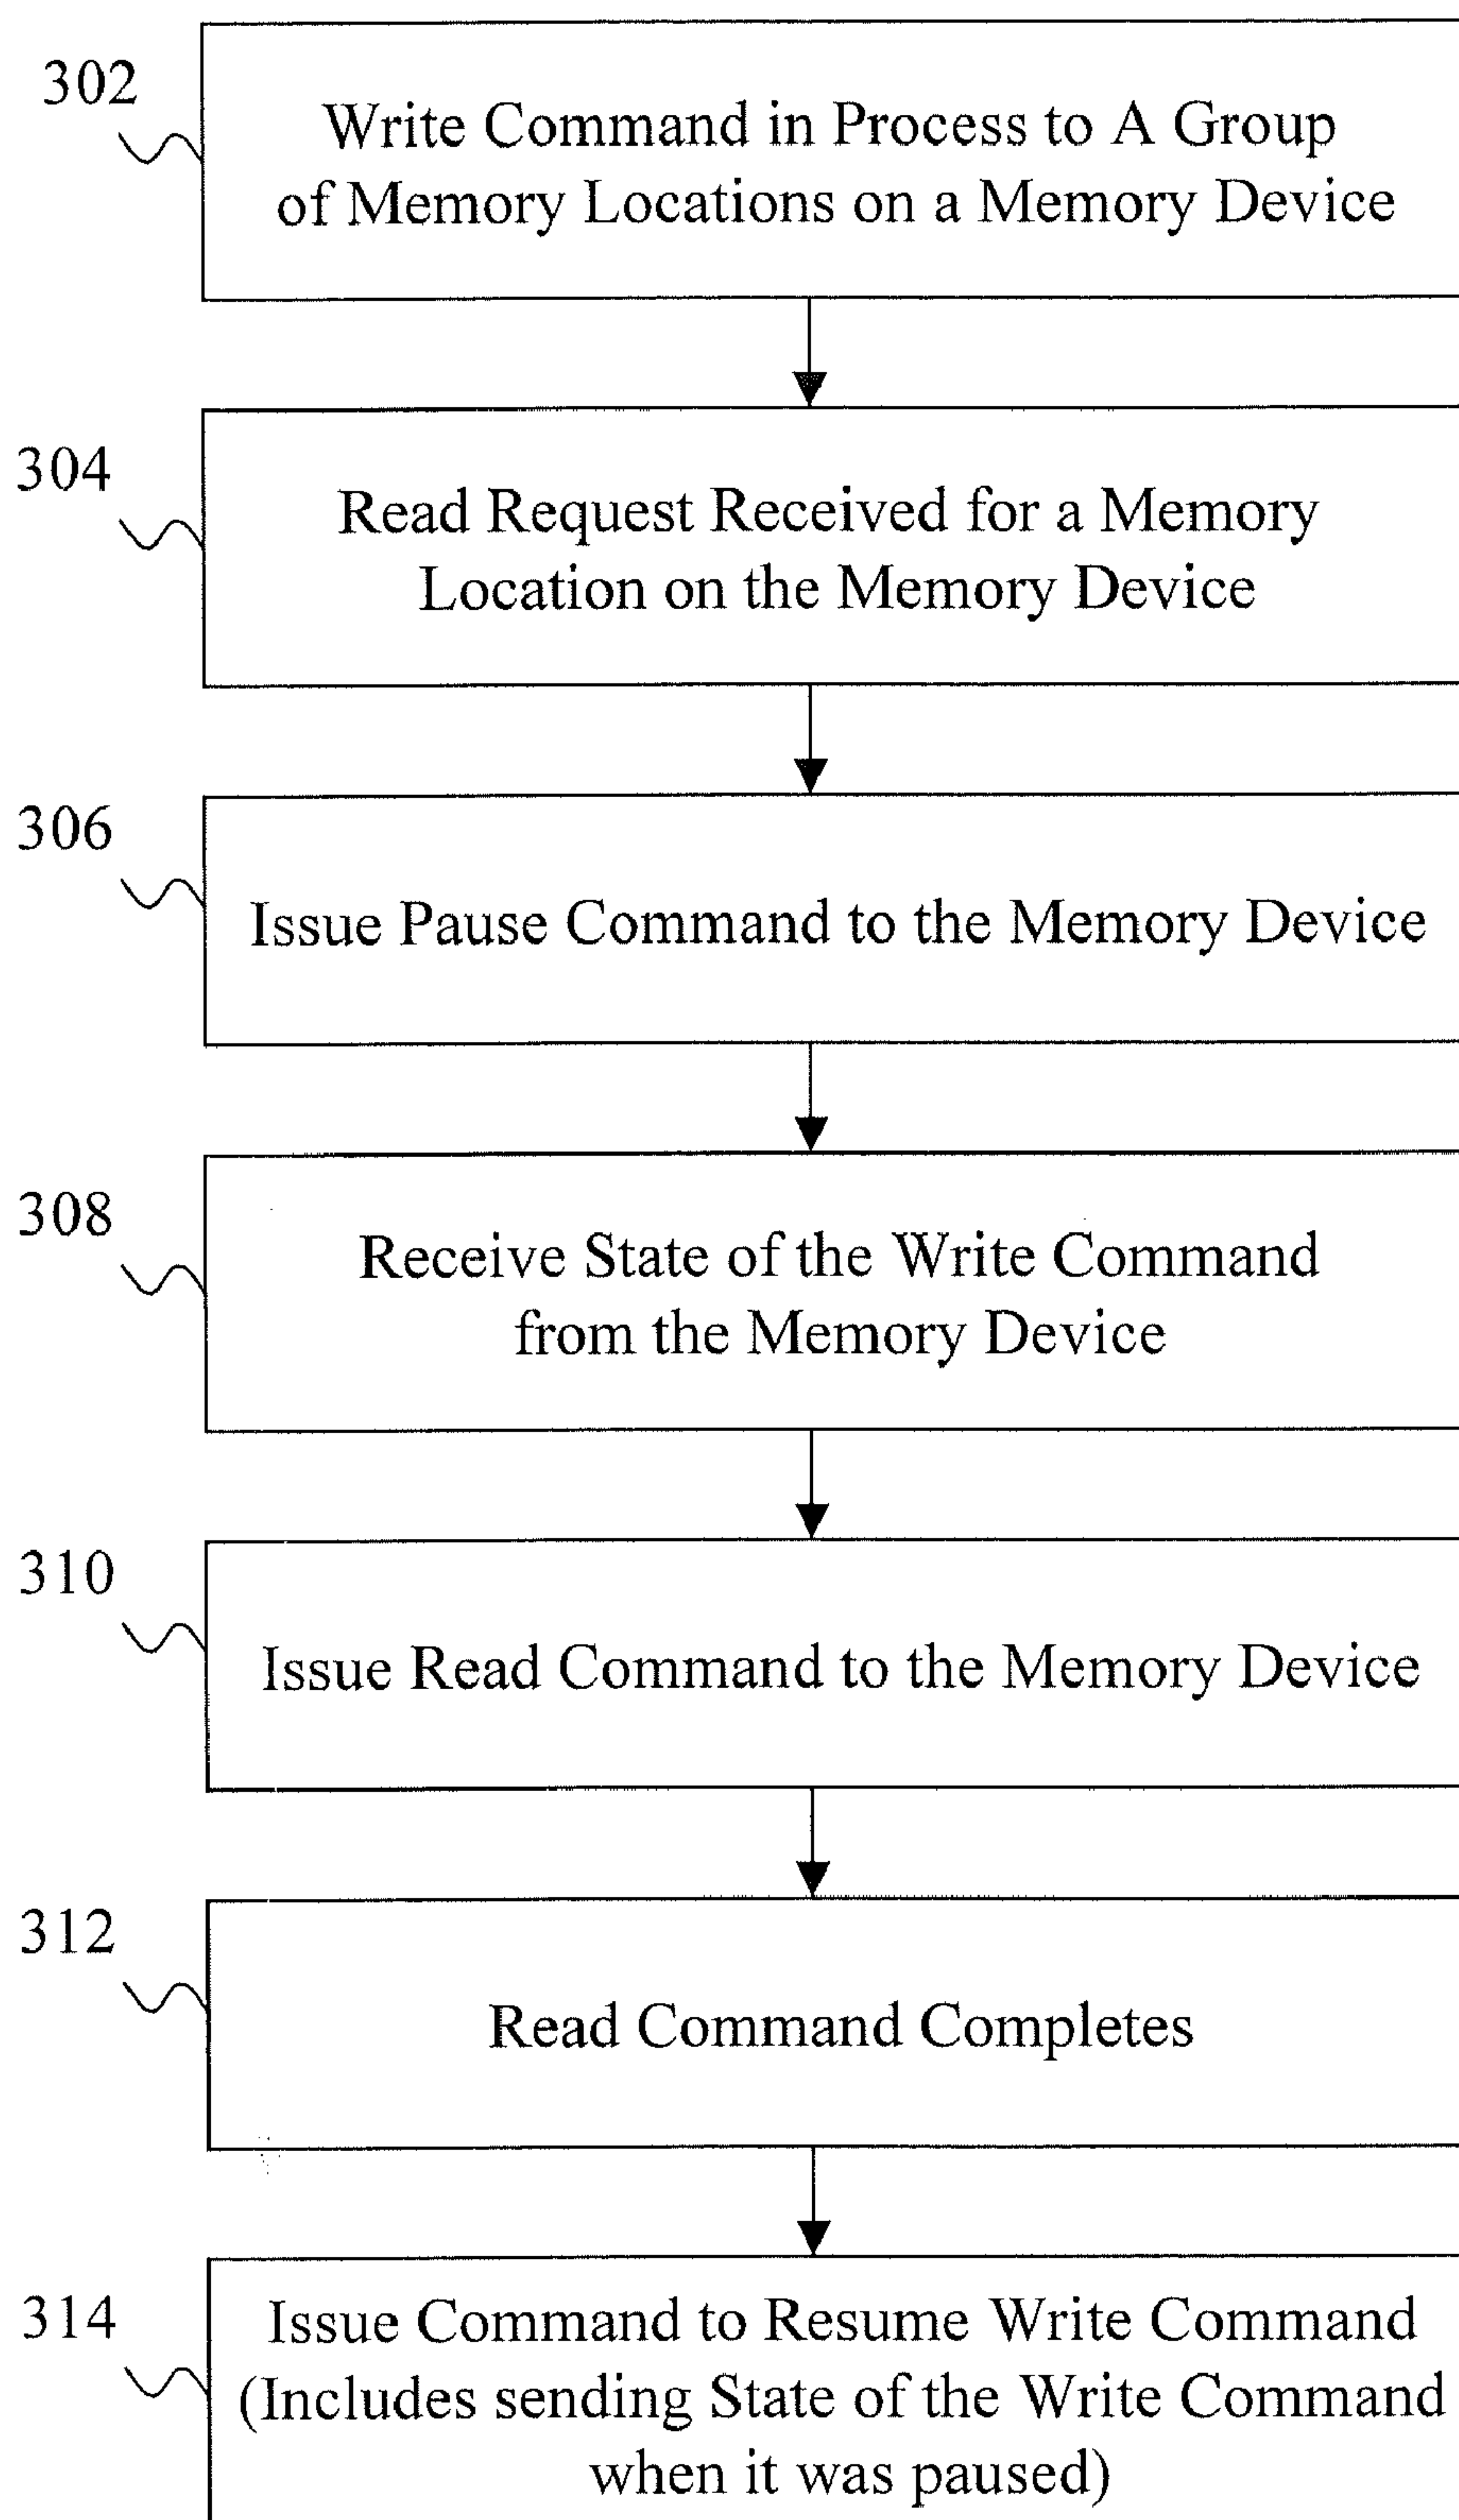 302
Write Command in Process to A Group
of Memory Locations on a Memory Device
304
Read Request Received for a Memory
Location on the Memory Device
306
Issue Pause Command to the Memory Device
308
Receive State of the Write Command
from the Memory Device
310
Issue Read Command to the Memory Device
312
Read Command Completes
314
Issue Command to Resume Write Command
(Includes sending State of the Write Command
when it was paused)